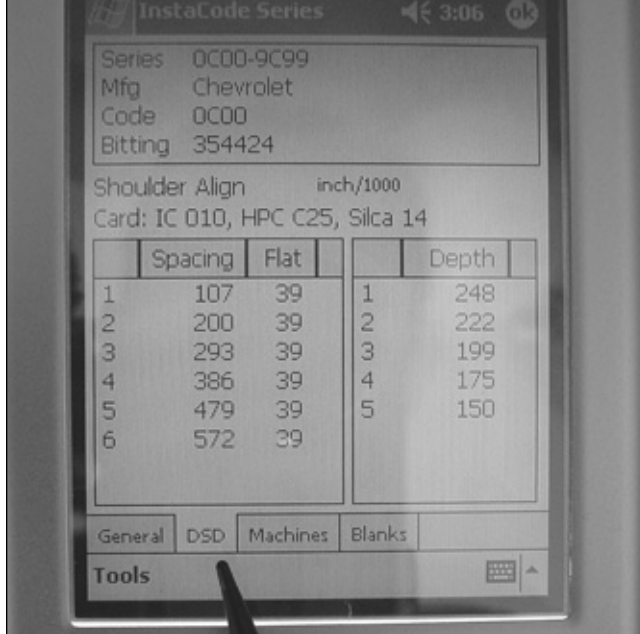 InstaCode Series 3:06 ok
Series 0C00-9C99
Mfg Chevrolet
Code 0C00
Bitting 354424
Shoulder Align inch/1000
Card: IC 010, HPC C25, Silca 14
Spacing Flat Depth
1 107 39 1 248
2 200 39 2 222
3 293 39 3 199
4 386 39 4 175
5 479 39 5 150
6 572 39
General DSD Machines Blanks
Tools